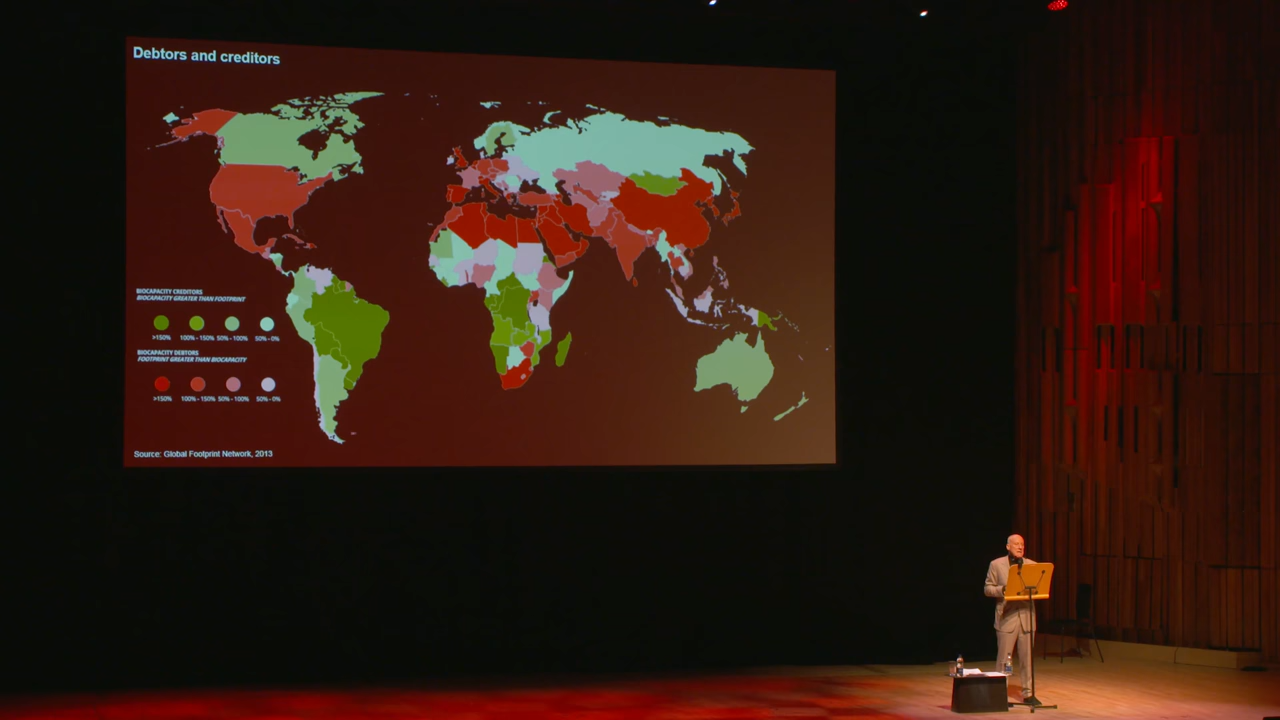 Debtors and creditors
BIOCAPACITY CREDITORS
BIOCAPACITY GREATER THAN FOOTPRINT
>150% 100% - 150% 50% - 100% 50% - 0%
BIOCAPACITY DEBTORS
FOOTPRINT GREATER THAN BIOCAPACITY
>150% 100% - 150% 50% - 100% 50% - 0%
Source: Global Footprint Network, 2013